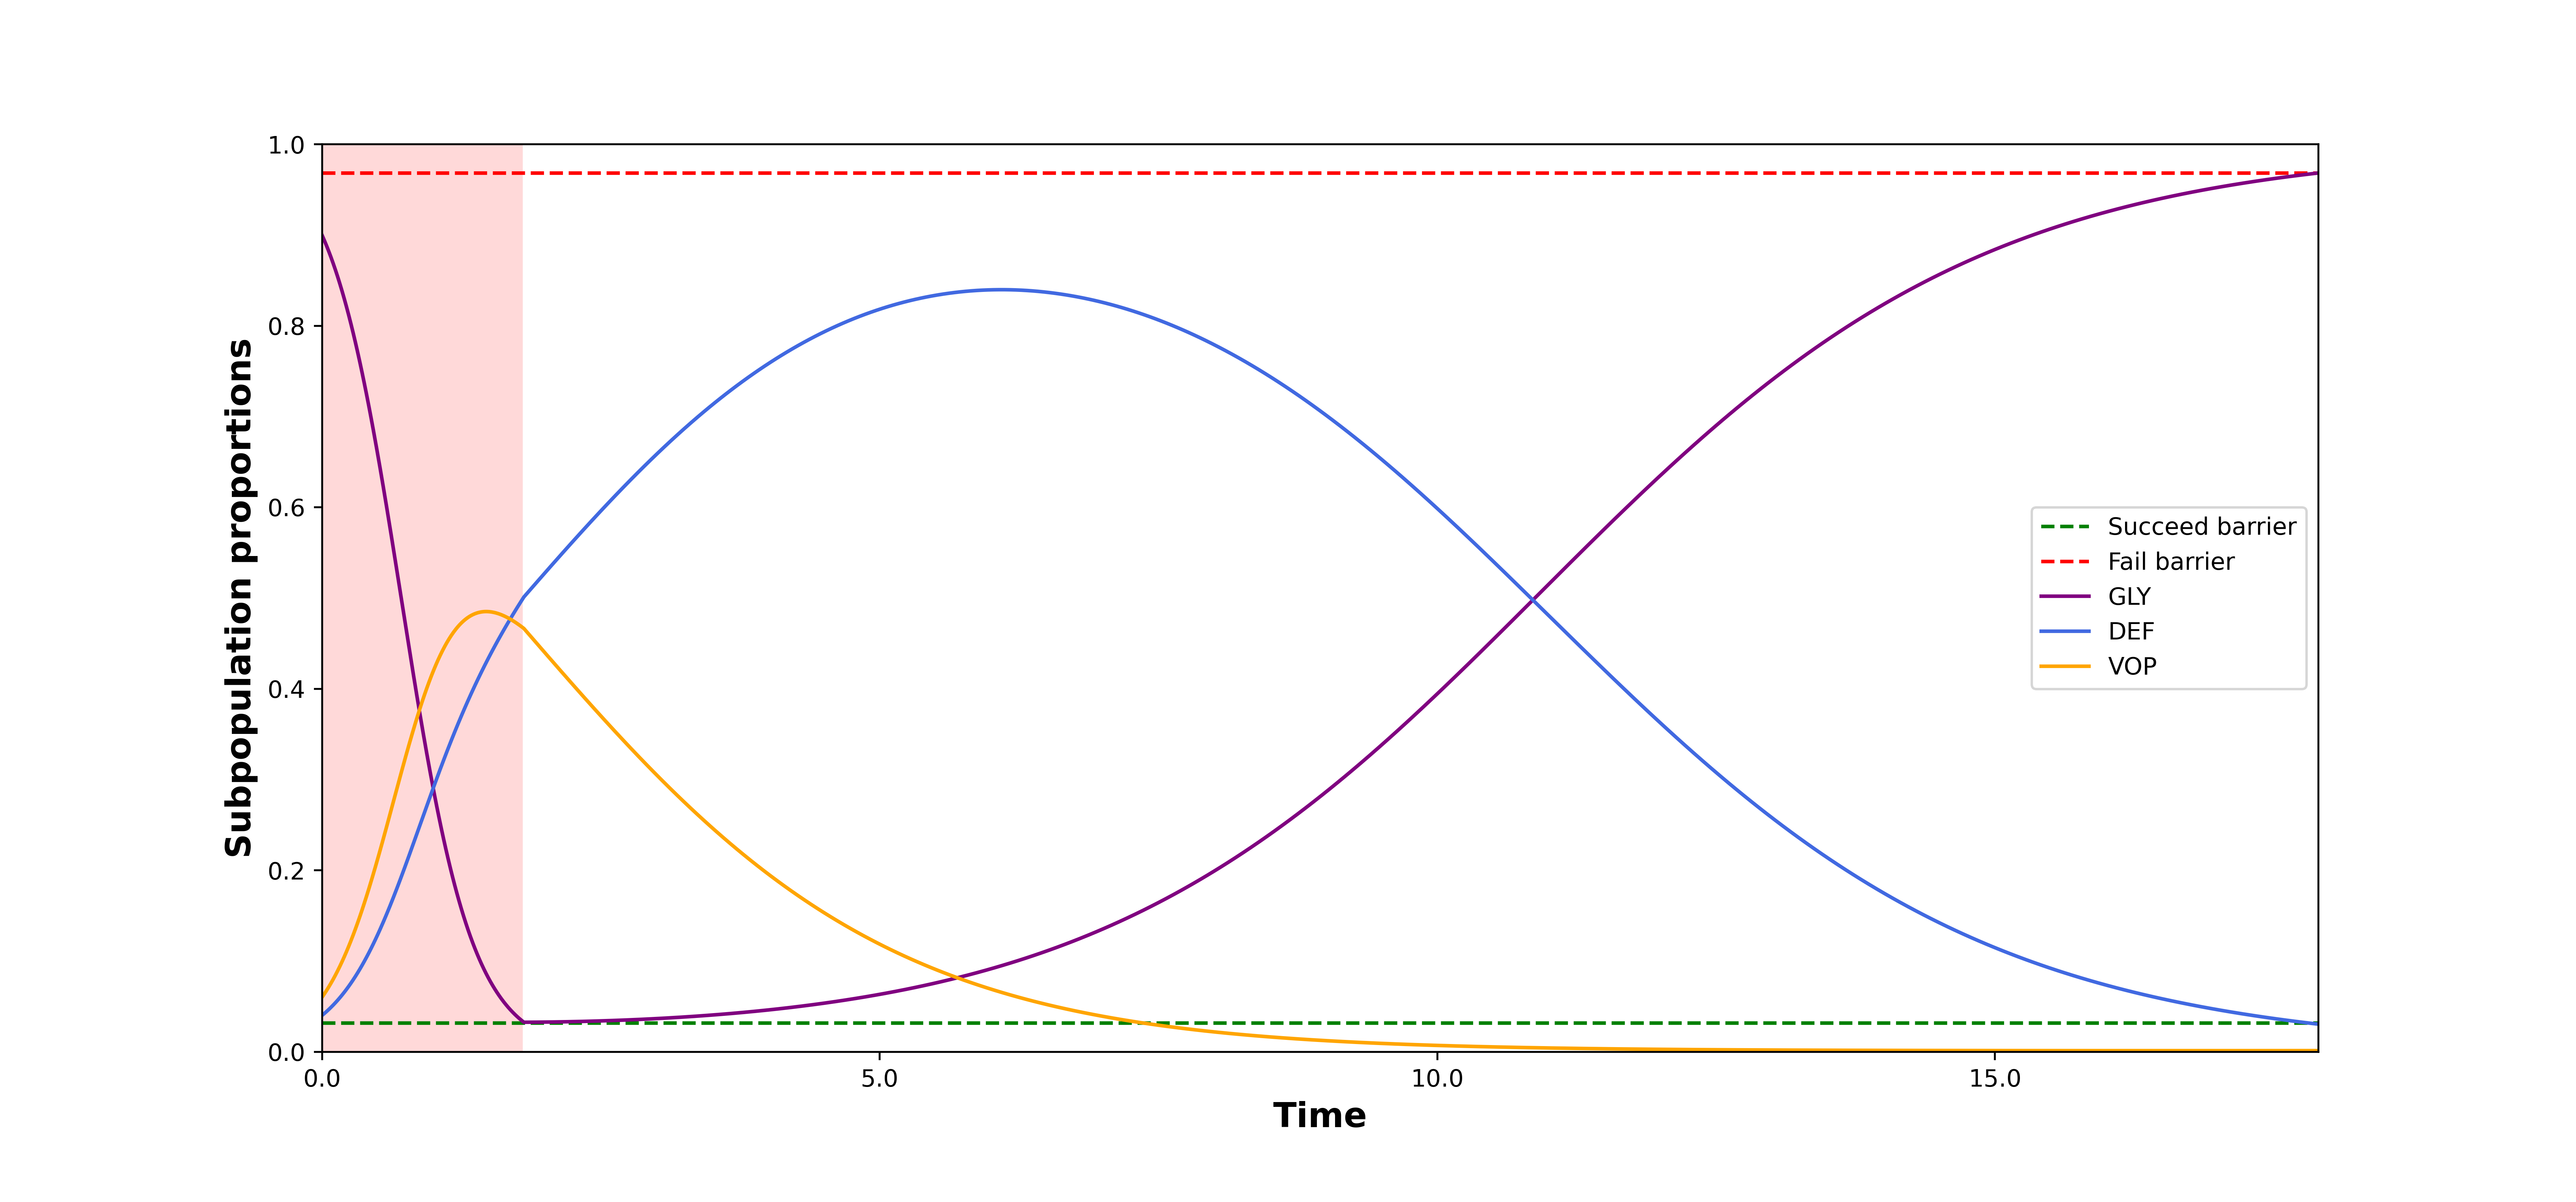 1.0
0.8
0.6
0.4
0.2
0.0
Subpopulation proportions
0.0 5.0 10.0 15.0
Time
Succeed barrier
Fail barrier
GLY
DEF
VOP